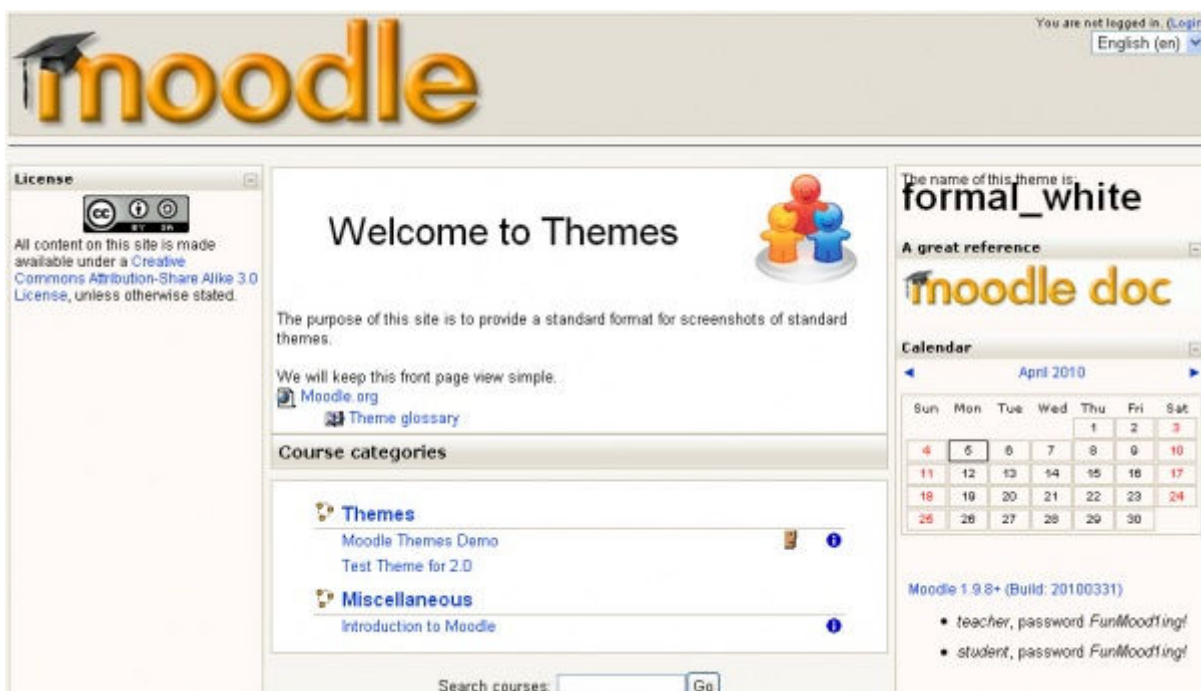 moodle
You are not logged in. (Login
English (en)
License
cc
BY SA
All content on this site is made
available under a Creative
Commons Attribution-Share Alike 3.0
License, unless otherwise stated.
Welcome to Themes
The purpose of this site is to provide a standard format for screenshots of standard
themes.
We will keep this front page view simple.
Moodle.org
Theme glossary
Course categories
Themes
Moodle Themes Demo
Test Theme for 2.0
Miscellaneous
Introduction to Moodle
Search courses: Go
The name of this theme is:
formal_white
A great reference
moodle doc
Calendar
April 2010
Sun Mon Tue Wed Thu Fri Sat
1 2 3
4 5 6 7 8 9 10
11 12 13 14 15 16 17
18 19 20 21 22 23 24
25 26 27 28 29 30
Moodle 1.9.8+ (Build: 20100331)
• teacher, password FunMood1ing!
• student, password FunMood1ing!